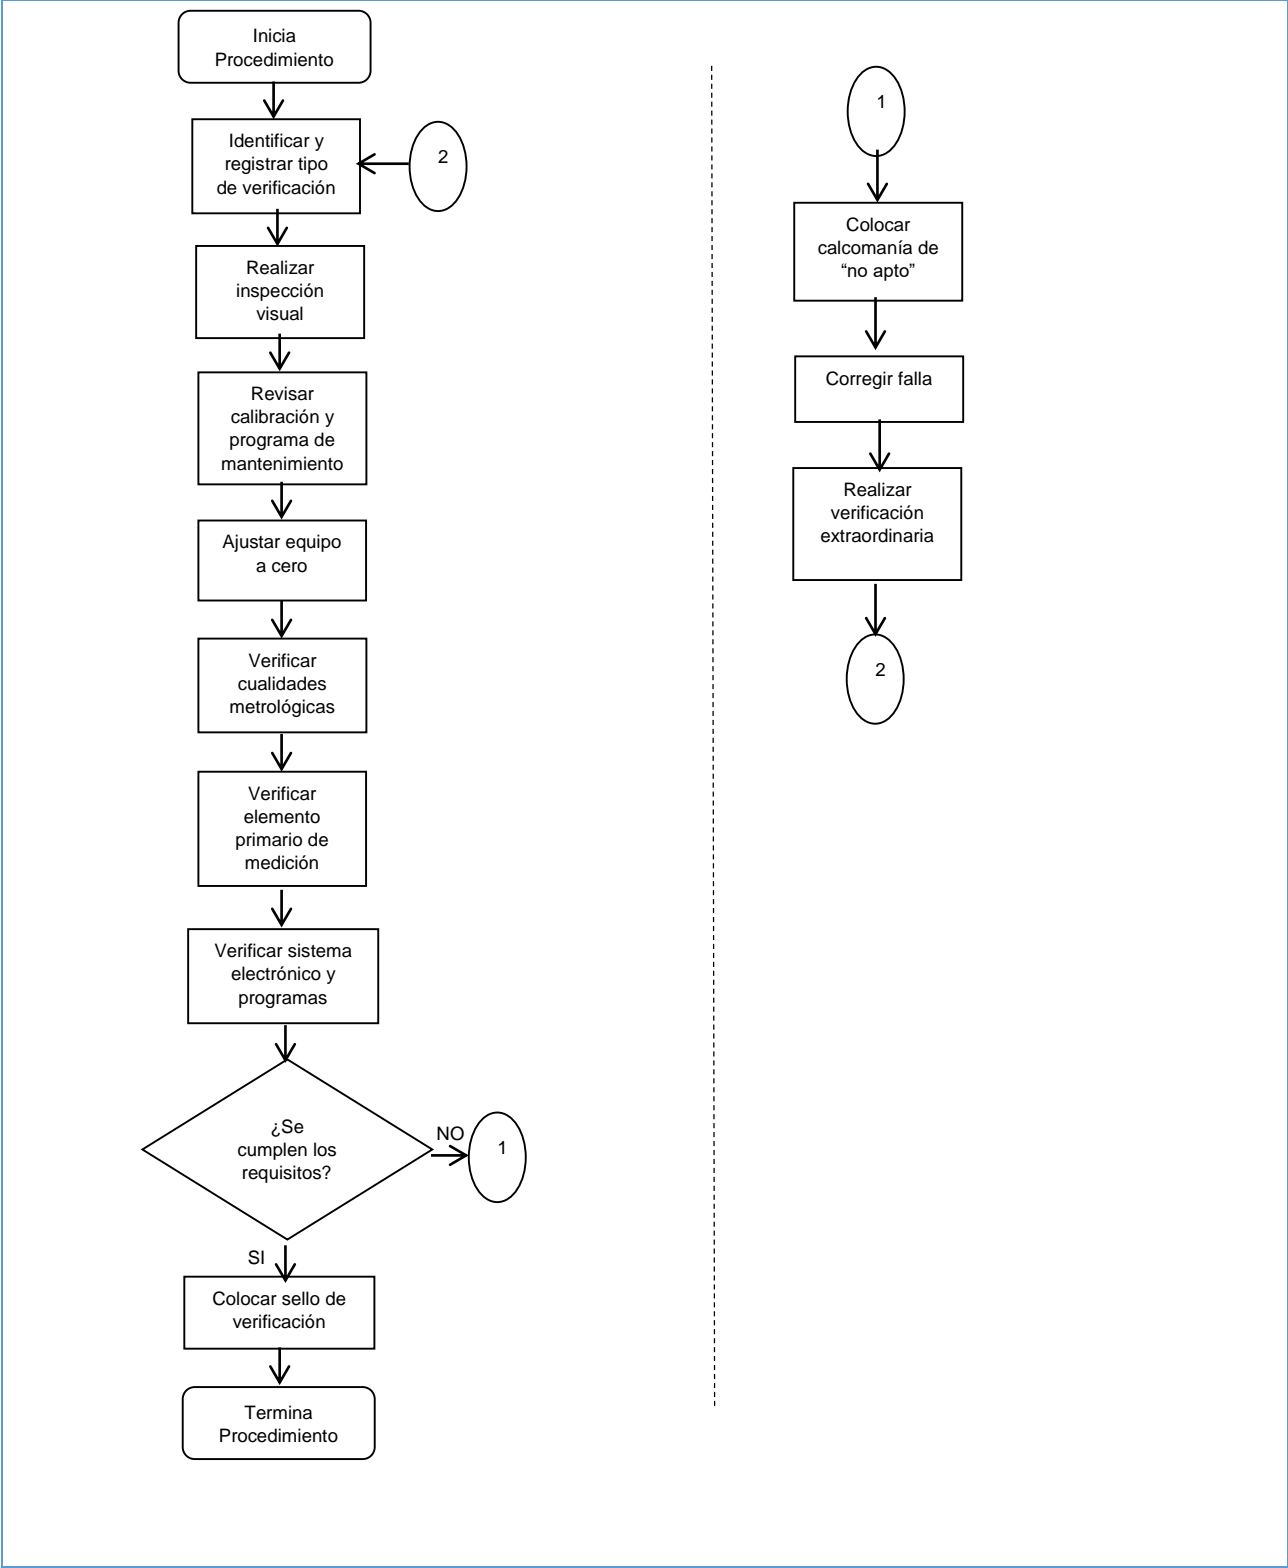 Inicia
Procedimiento
Identificar y
registrar tipo
de verificación
2
Realizar
inspección
visual
Revisar
calibración y
programa de
mantenimiento
Ajustar equipo
a cero
Verificar
cualidades
metrológicas
Verificar
elemento
primario de
medición
Verificar sistema
electrónico y
programas
¿Se
cumplen los
requisitos?
NO
1
SI
Colocar sello de
verificación
Termina
Procedimiento
1
Colocar
calcomanía de
“no apto”
Corregir falla
Realizar
verificación
extraordinaria
2